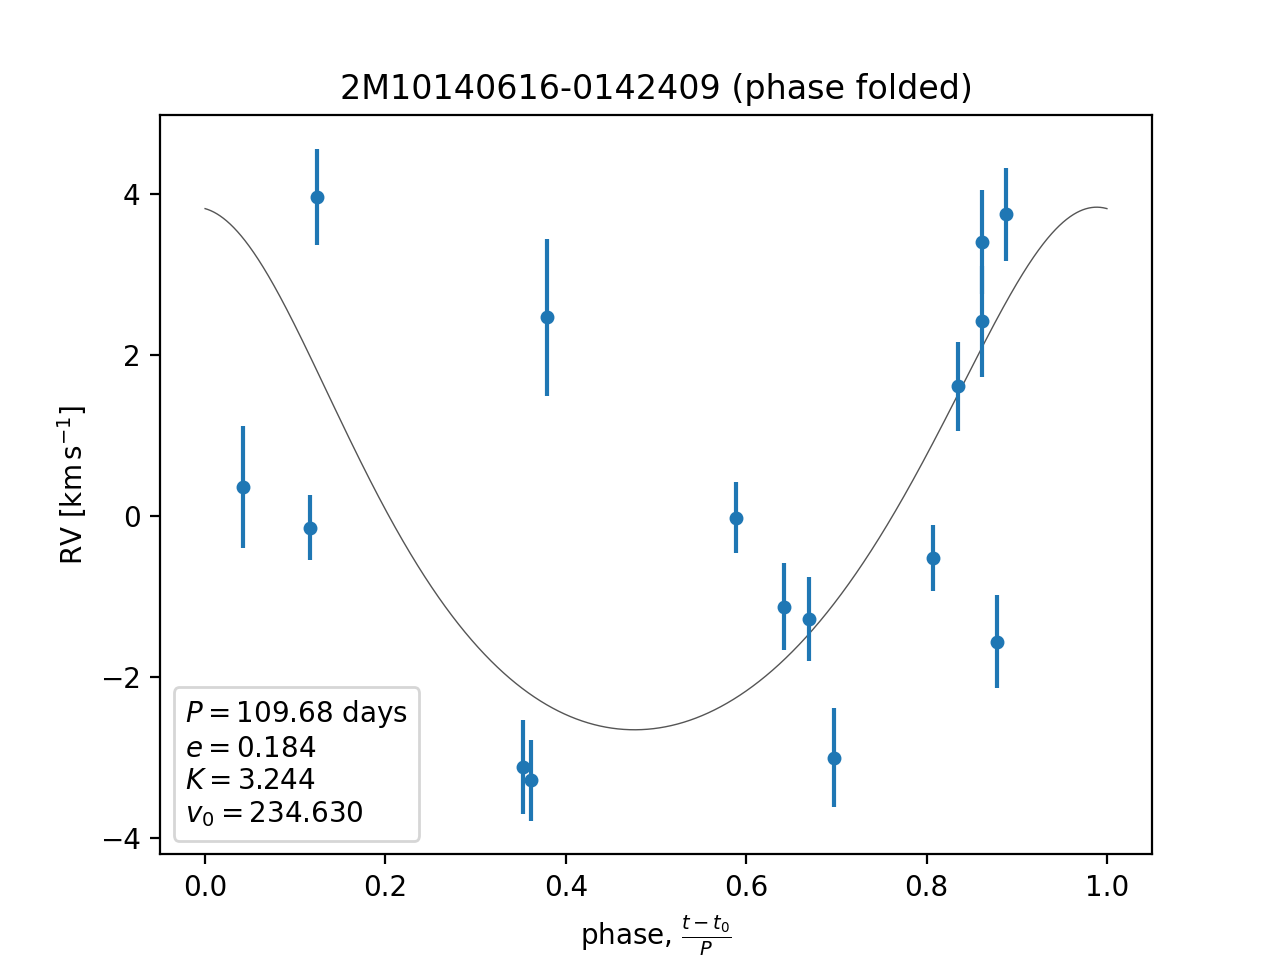 2M10140616-0142409 (phase folded)
RV [km s⁻¹]
4
2
0
−2
−4
P = 109.68 days
e = 0.184
K = 3.244
v₀ = 234.630
0.0 0.2 0.4 0.6 0.8 1.0
phase, (t − t₀)/P